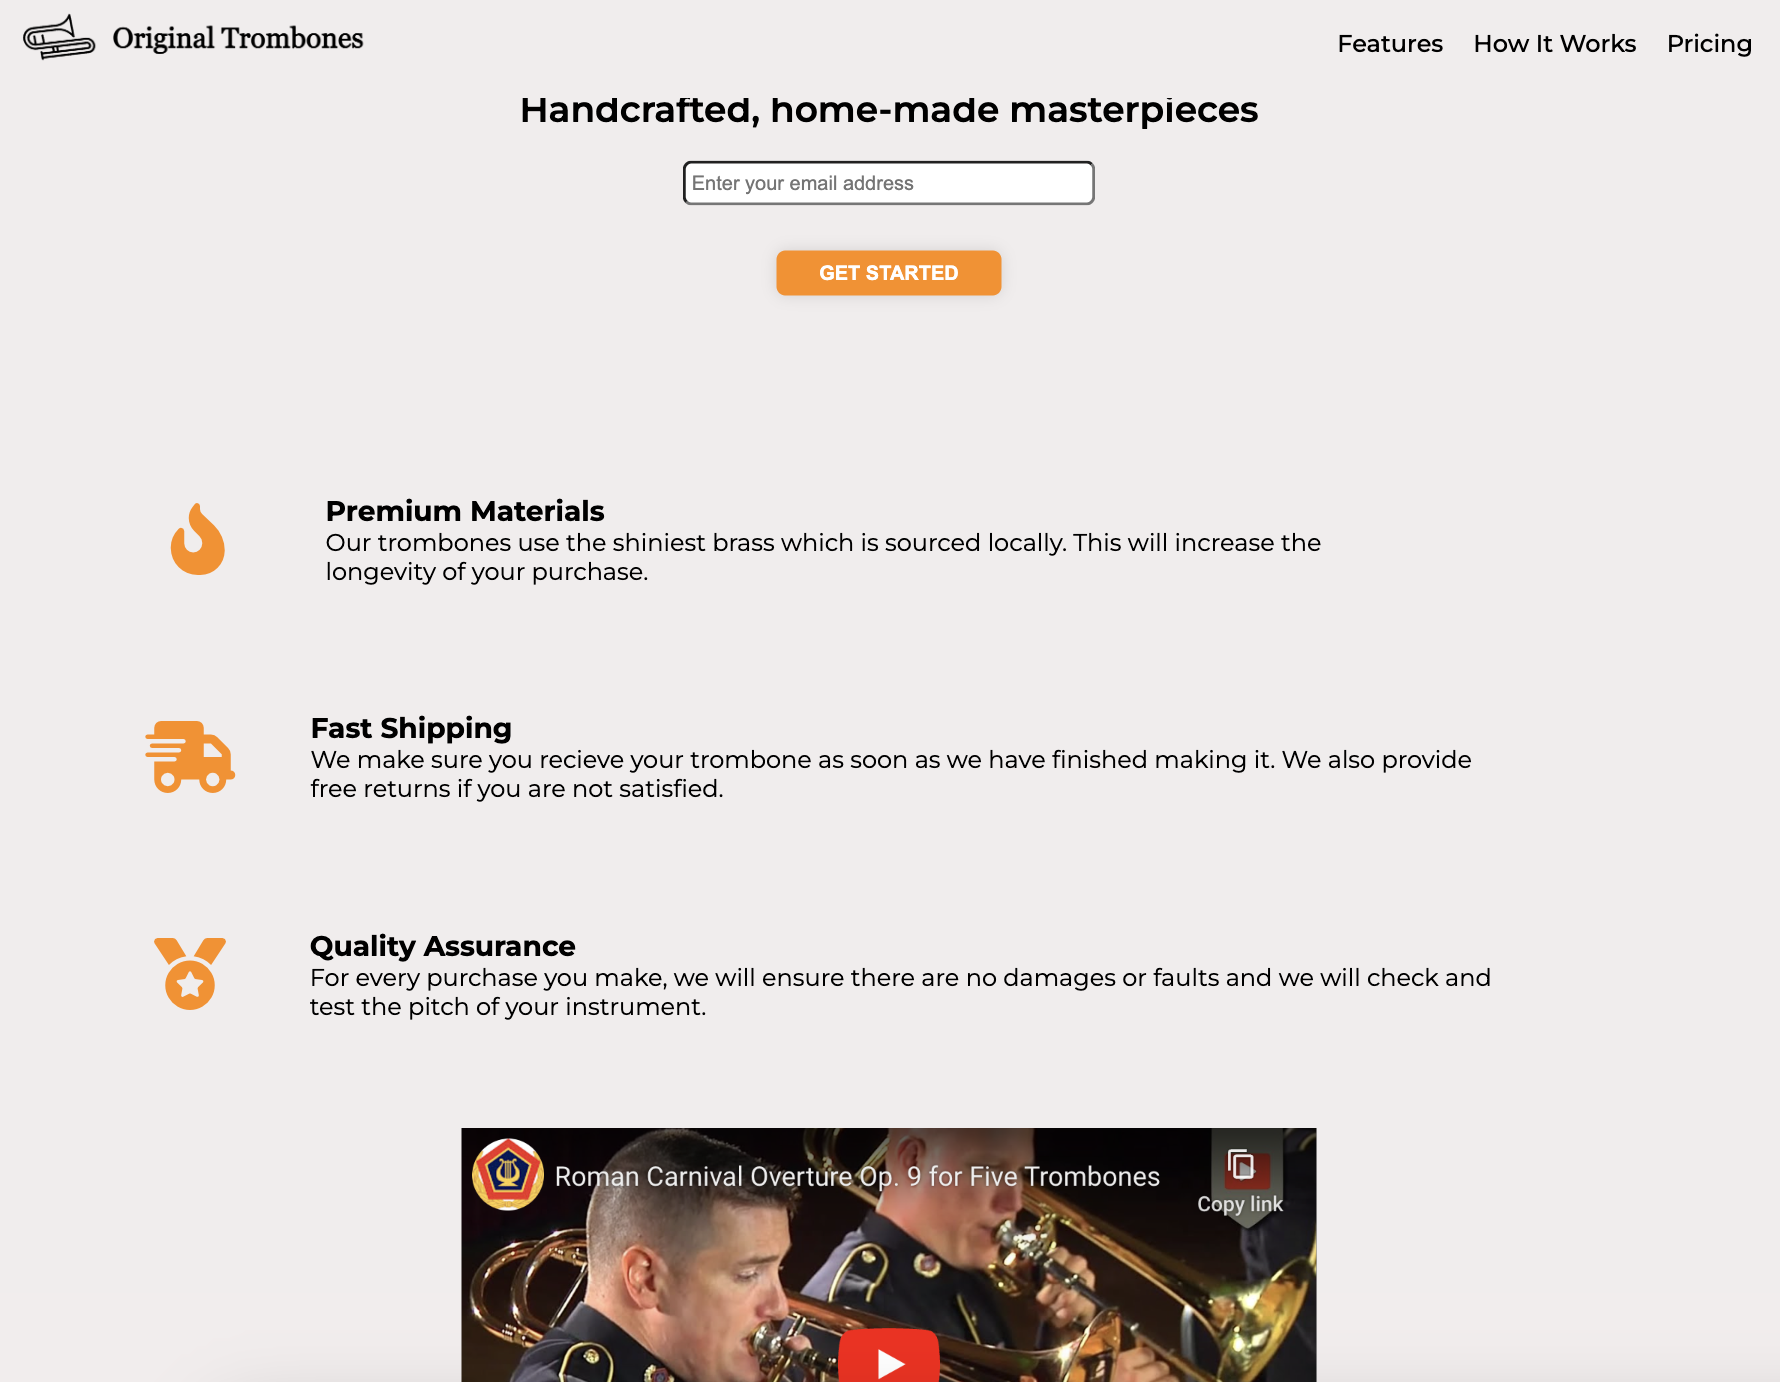 Original Trombones
Features How It Works Pricing
Handcrafted, home-made masterpieces
Enter your email address
GET STARTED
Premium Materials
Our trombones use the shiniest brass which is sourced locally. This will increase the
longevity of your purchase.
Fast Shipping
We make sure you recieve your trombone as soon as we have finished making it. We also provide
free returns if you are not satisfied.
Quality Assurance
For every purchase you make, we will ensure there are no damages or faults and we will check and
test the pitch of your instrument.
Roman Carnival Overture Op. 9 for Five Trombones
Copy link